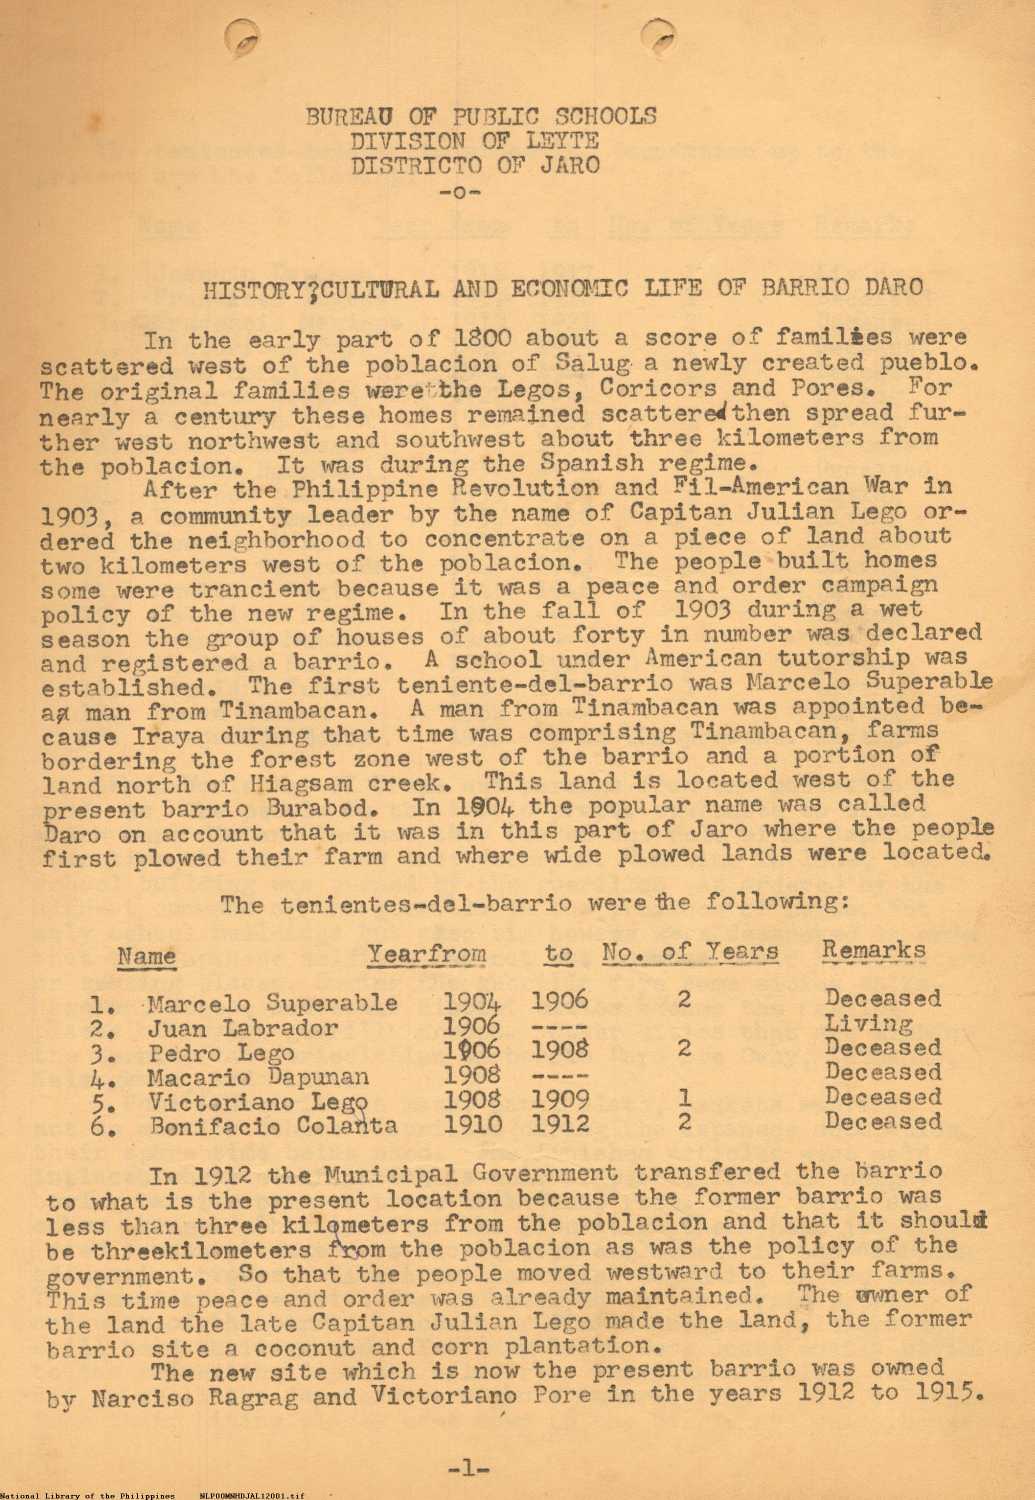 BUREAU OF PUBLIC SCHOOLS
DIVISION OF LEYTE
DISTRICTO OF JARO
-o-
HISTORY?CULTURAL AND ECONOMIC LIFE OF BARRIO DARO
In the early part of 1800 about a score of families were
scattered west of the poblacion of Salug a newly created pueblo.
The original families were the Legos, Coricors and Pores. For
nearly a century these homes remained scattered then spread fur-
ther west northwest and southwest about three kilometers from
the poblacion. It was during the Spanish regime.
After the Philippine Revolution and Fil-American War in
1903, a community leader by the name of Capitan Julian Lego or-
dered the neighborhood to concentrate on a piece of land about
two kilometers west of the poblacion. The people built homes
some were trancient because it was a peace and order campaign
policy of the new regime. In the fall of 1903 during a wet
season the group of houses of about forty in number was declared
and registered a barrio. A school under American tutorship was
established. The first teniente-del-barrio was Marcelo Superable
a man from Tinambacan. A man from Tinambacan was appointed be-
cause Iraya during that time was comprising Tinambacan, farms
bordering the forest zone west of the barrio and a portion of
land north of Hiagsam creek. This land is located west of the
present barrio Burabod. In 1904 the popular name was called
Daro on account that it was in this part of Jaro where the people
first plowed their farm and where wide plowed lands were located.
The tenientes-del-barrio were the following:
Name Yearfrom to No. of Years Remarks
1. Marcelo Superable 1904 1906 2 Deceased
2. Juan Labrador 1906 ---- Living
3. Pedro Lego 1906 1908 2 Deceased
4. Macario Dapunan 1908 ---- Deceased
5. Victoriano Lego 1908 1909 1 Deceased
6. Bonifacio Colanta 1910 1912 2 Deceased
In 1912 the Municipal Government transfered the barrio
to what is the present location because the former barrio was
less than three kilometers from the poblacion and that it should
be threekilometers from the poblacion as was the policy of the
government. So that the people moved westward to their farms.
This time peace and order was already maintained. The owner of
the land the late Capitan Julian Lego made the land, the former
barrio site a coconut and corn plantation.
The new site which is now the present barrio was owned
by Narciso Ragrag and Victoriano Pore in the years 1912 to 1915.
-1-
National Library of the Philippines NLPOOMNHDJAL12001.tif